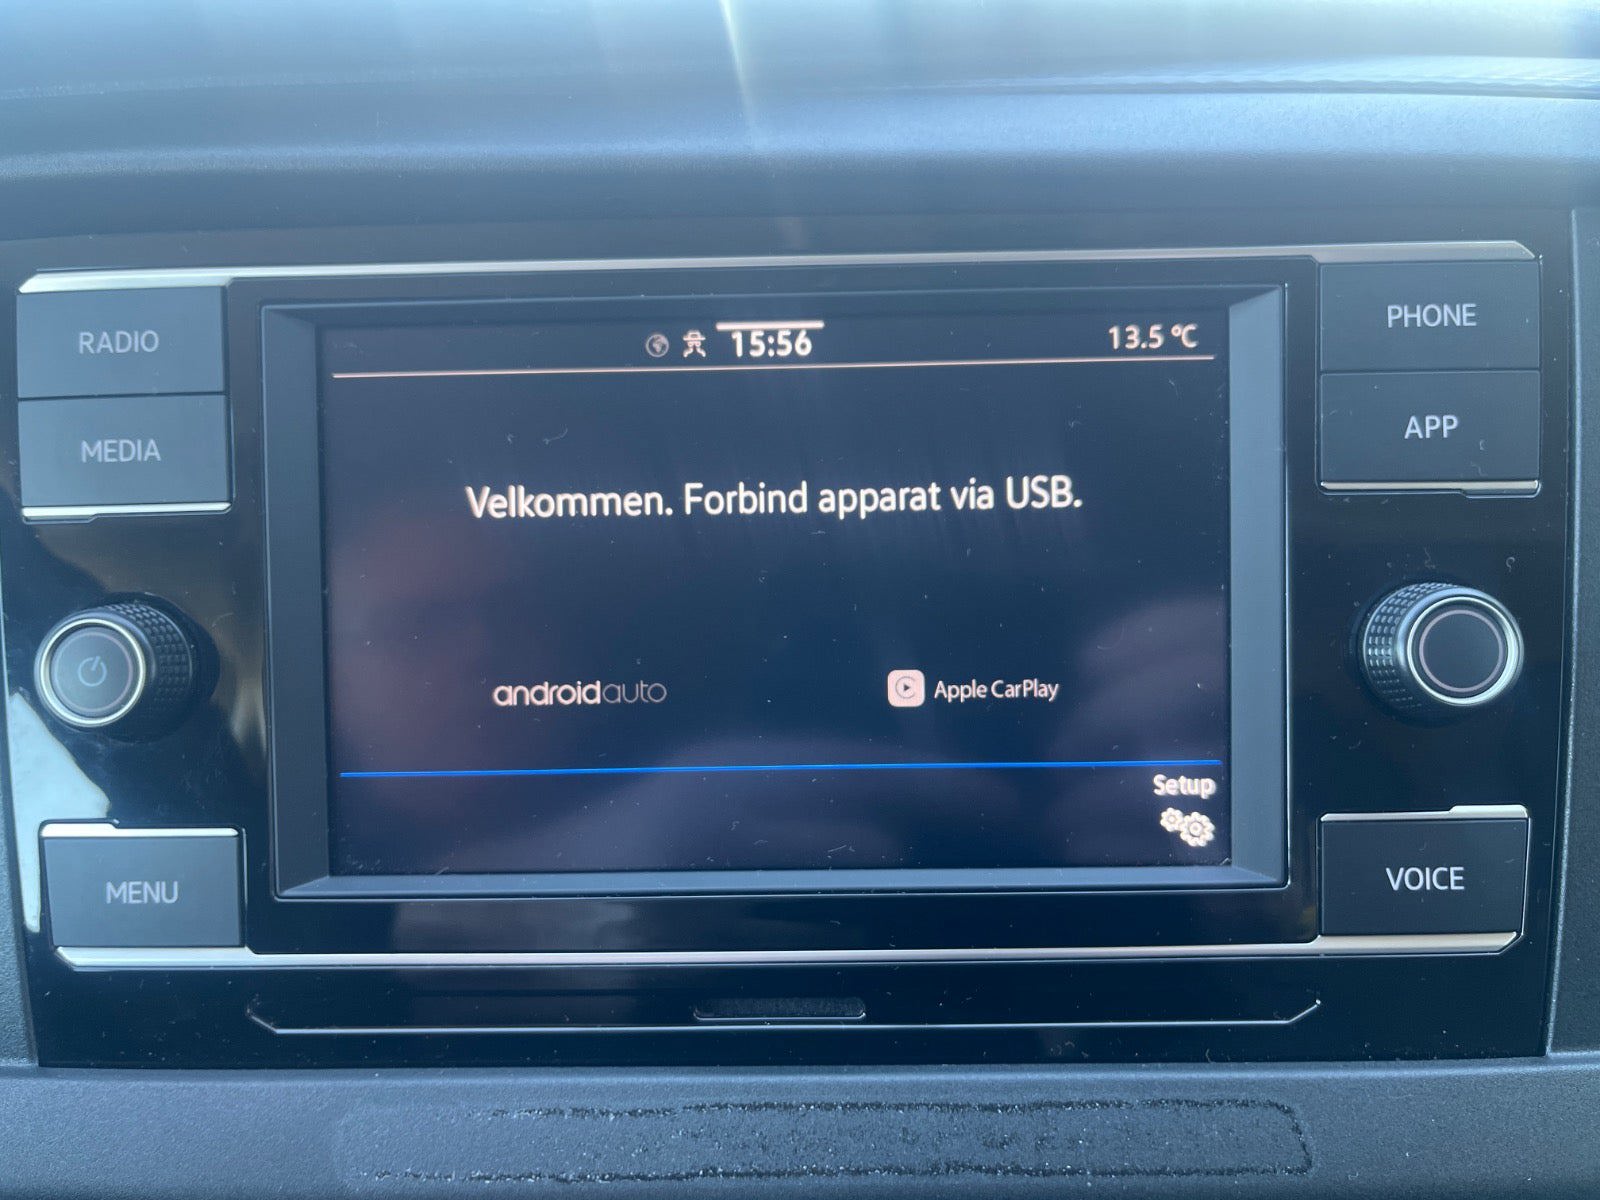 RADIO
MEDIA
MENU
15:56
13.5 °C
Velkommen. Forbind apparat via USB.
androidauto
Apple CarPlay
Setup
PHONE
APP
VOICE